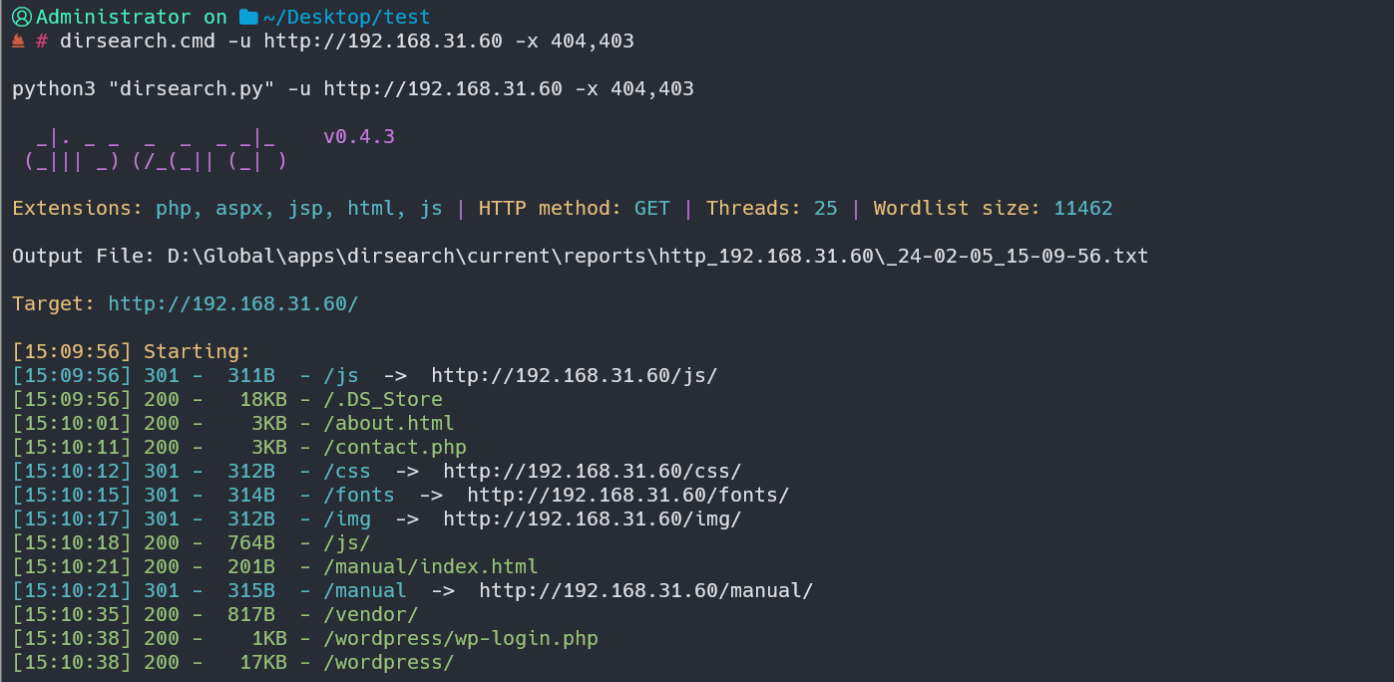 Administrator on ~/Desktop/test
# dirsearch.cmd -u http://192.168.31.60 -x 404,403
python3 "dirsearch.py" -u http://192.168.31.60 -x 404,403
  _|. _ _  _  _  _ _|_    v0.4.3
 (_||| _) (/_(_|| (_| )
Extensions: php, aspx, jsp, html, js | HTTP method: GET | Threads: 25 | Wordlist size: 11462
Output File: D:\Global\apps\dirsearch\current\reports\http_192.168.31.60\_24-02-05_15-09-56.txt
Target: http://192.168.31.60/
[15:09:56] Starting:
[15:09:56] 301 -  311B  - /js  ->  http://192.168.31.60/js/
[15:09:56] 200 -   18KB - /.DS_Store
[15:10:01] 200 -    3KB - /about.html
[15:10:11] 200 -    3KB - /contact.php
[15:10:12] 301 -  312B  - /css  ->  http://192.168.31.60/css/
[15:10:15] 301 -  314B  - /fonts  ->  http://192.168.31.60/fonts/
[15:10:17] 301 -  312B  - /img  ->  http://192.168.31.60/img/
[15:10:18] 200 -  764B  - /js/
[15:10:21] 200 -  201B  - /manual/index.html
[15:10:21] 301 -  315B  - /manual  ->  http://192.168.31.60/manual/
[15:10:35] 200 -  817B  - /vendor/
[15:10:38] 200 -    1KB - /wordpress/wp-login.php
[15:10:38] 200 -   17KB - /wordpress/